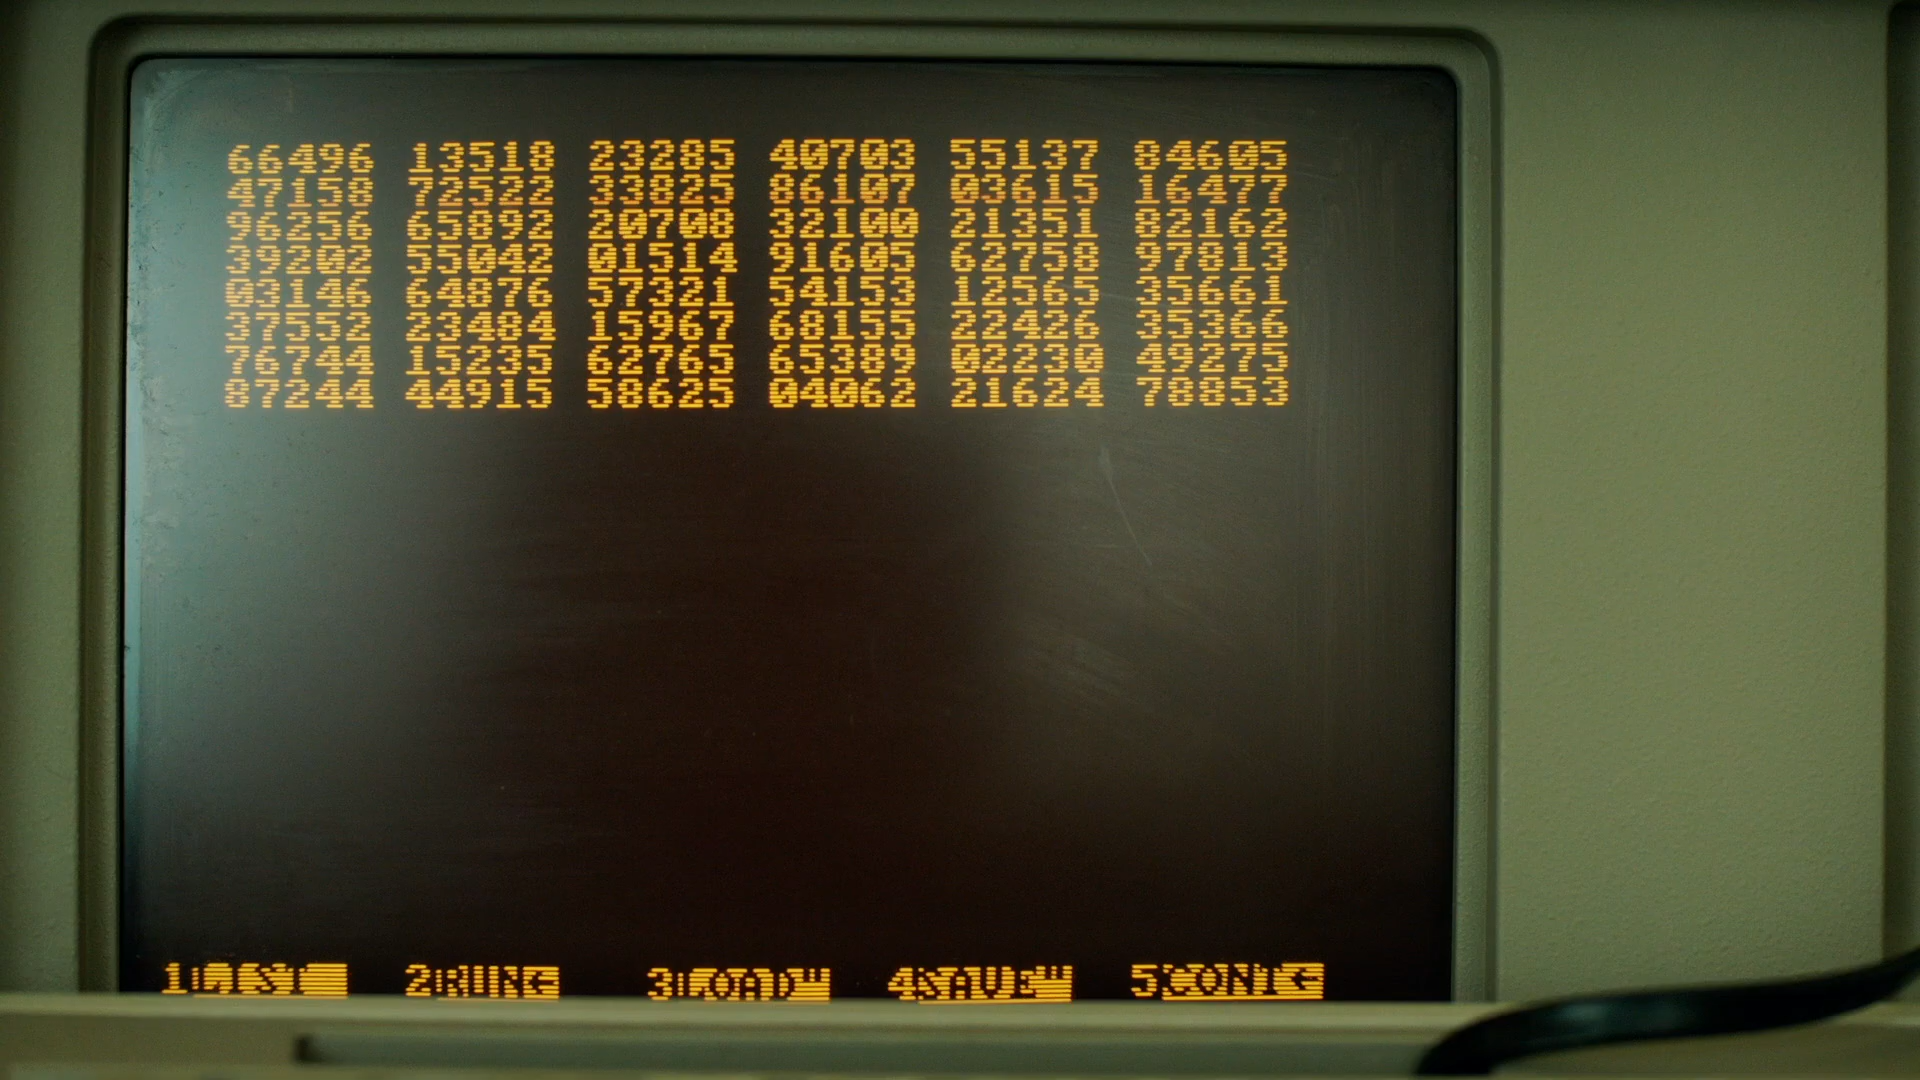 66496 13518 23285 40703 55137 84605
47158 72522 33825 86107 03615 16477
96256 65892 20708 32100 21351 82162
39202 55042 01514 91605 62758 97813
03146 64876 57321 54153 12565 35661
37552 23484 15967 68155 22426 35366
76744 15235 62765 65389 02230 49275
87244 44915 58625 04062 21624 78853
1LIST 2RUN← 3LOAD" 4SAVE" 5CONT←